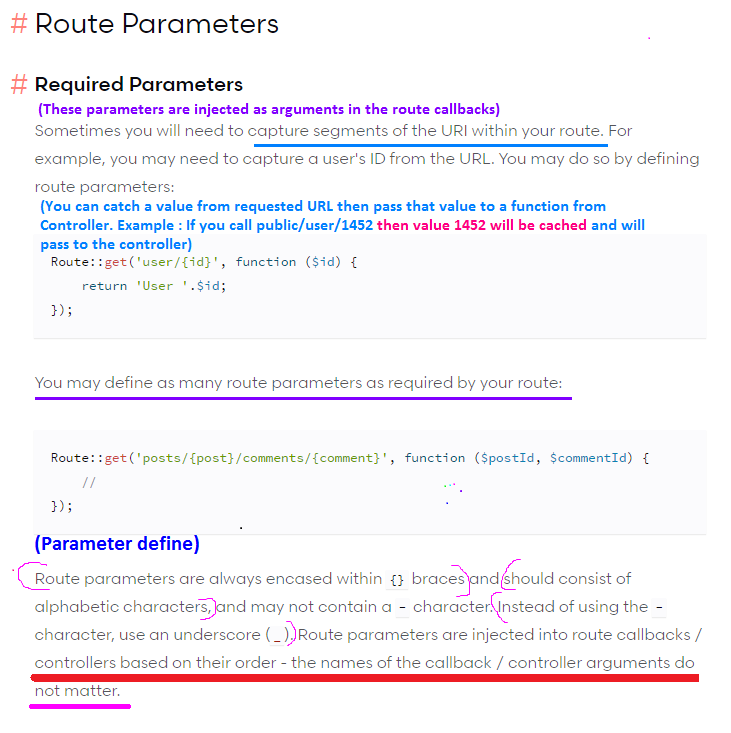 # Route Parameters
# Required Parameters
(These parameters are injected as arguments in the route callbacks)
Sometimes you will need to capture segments of the URI within your route. For
example, you may need to capture a user's ID from the URL. You may do so by defining
route parameters:
(You can catch a value from requested URL then pass that value to a function from
Controller. Example : If you call public/user/1452 then value 1452 will be cached and will
pass to the controller)
Route::get('user/{id}', function ($id) {
return 'User '.$id;
});
You may define as many route parameters as required by your route:
Route::get('posts/{post}/comments/{comment}', function ($postId, $commentId) {
//
});
(Parameter define)
Route parameters are always encased within {} braces and should consist of
alphabetic characters, and may not contain a - character. Instead of using the -
character, use an underscore (_). Route parameters are injected into route callbacks /
controllers based on their order - the names of the callback / controller arguments do
not matter.